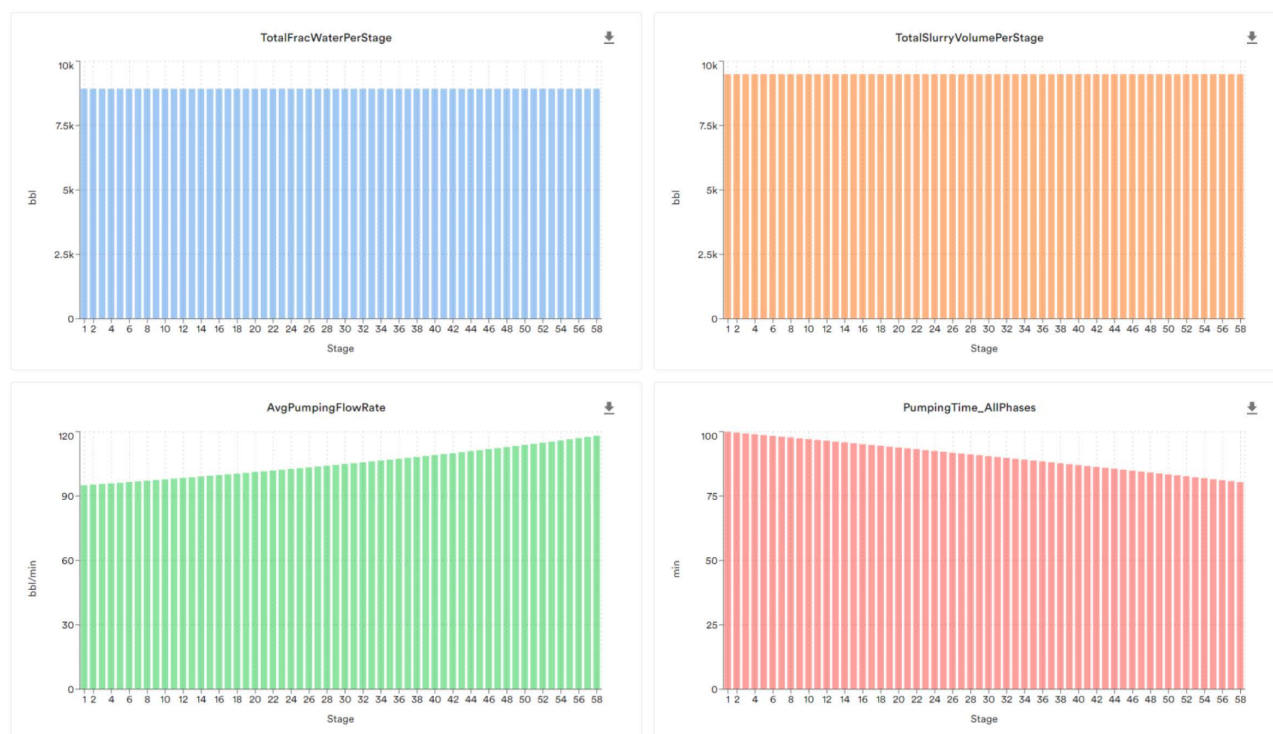 TotalFracWaterPerStage
10k
7.5k
5k
2.5k
0
bbl
1 2 4 6 8 10 12 14 16 18 20 22 24 26 28 30 32 34 36 38 40 42 44 46 48 50 52 54 56 58
Stage
TotalSlurryVolumePerStage
10k
7.5k
5k
2.5k
0
bbl
1 2 4 6 8 10 12 14 16 18 20 22 24 26 28 30 32 34 36 38 40 42 44 46 48 50 52 54 56 58
Stage
AvgPumpingFlowRate
120
90
60
30
0
bbl/min
1 2 4 6 8 10 12 14 16 18 20 22 24 26 28 30 32 34 36 38 40 42 44 46 48 50 52 54 56 58
Stage
PumpingTime_AllPhases
100
75
50
25
0
min
1 2 4 6 8 10 12 14 16 18 20 22 24 26 28 30 32 34 36 38 40 42 44 46 48 50 52 54 56 58
Stage